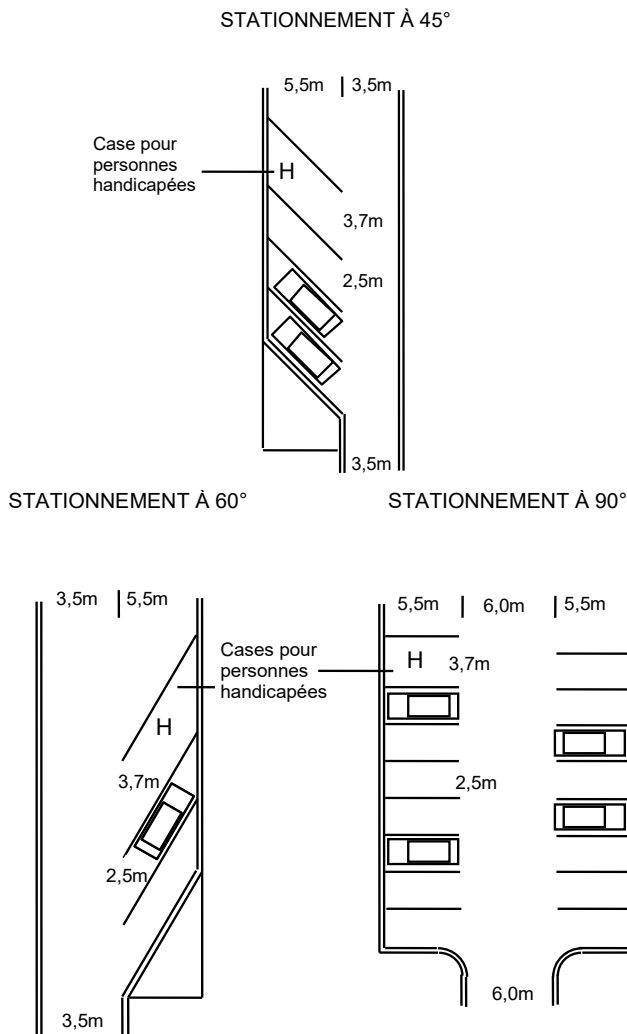 STATIONNEMENT À 45°
5,5m 3,5m
Case pour
personnes
handicapées
H
3,7m
2,5m
3,5m
STATIONNEMENT À 60°
3,5m 5,5m
Cases pour
personnes
handicapées
H
3,7m
2,5m
3,5m
STATIONNEMENT À 90°
5,5m 6,0m 5,5m
H 3,7m
2,5m
6,0m